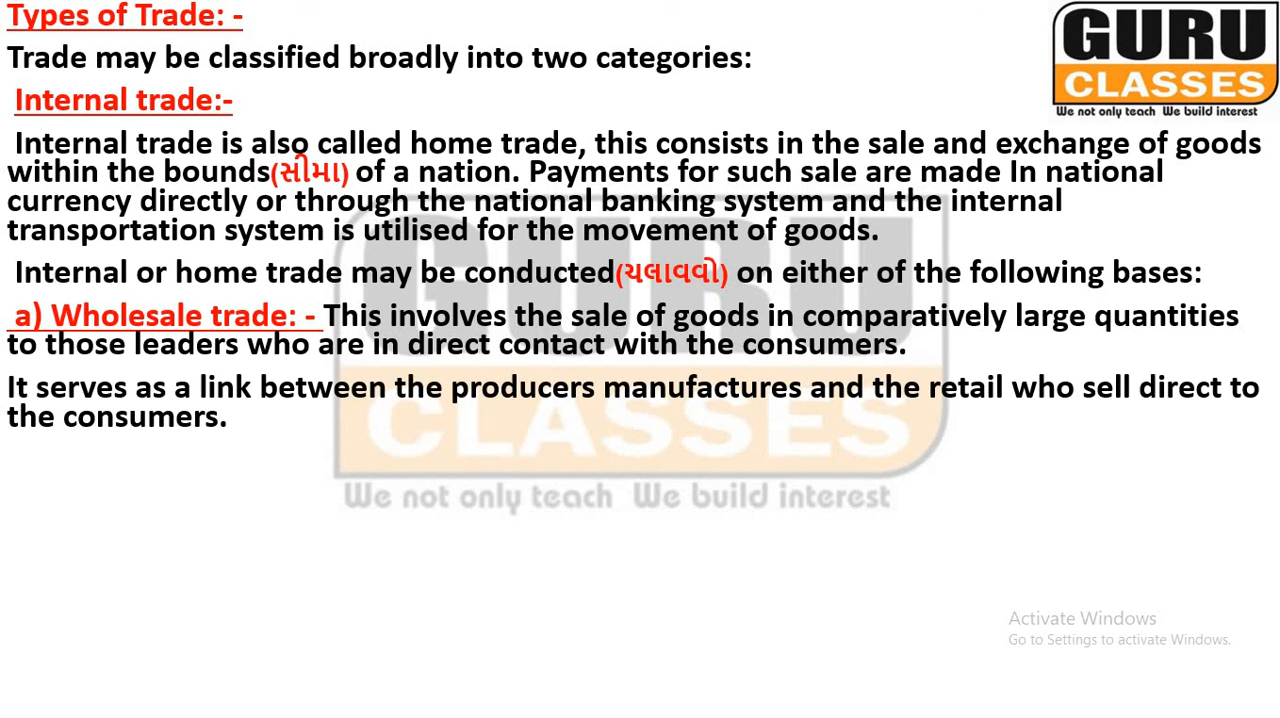 Types of Trade: -
Trade may be classified broadly into two categories:
Internal trade:-
Internal trade is also called home trade, this consists in the sale and exchange of goods
within the bounds(સીમા) of a nation. Payments for such sale are made In national
currency directly or through the national banking system and the internal
transportation system is utilised for the movement of goods.
Internal or home trade may be conducted(ચલાવવો) on either of the following bases:
a) Wholesale trade: - This involves the sale of goods in comparatively large quantities
to those leaders who are in direct contact with the consumers.
It serves as a link between the producers manufactures and the retail who sell direct to
the consumers.
GURU
CLASSES
We not only teach We build interest
GURU
CLASSES
We not only teach We build interest
Activate Windows
Go to Settings to activate Windows.